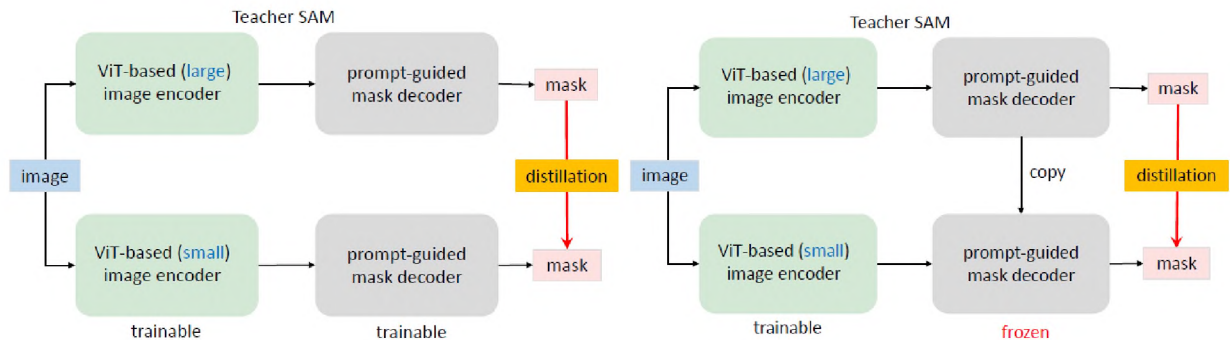 Teacher SAM
ViT-based (large)
image encoder
prompt-guided
mask decoder
mask
image
distillation
ViT-based (small)
image encoder
prompt-guided
mask decoder
mask
trainable
trainable
Teacher SAM
ViT-based (large)
image encoder
prompt-guided
mask decoder
mask
image
copy
distillation
ViT-based (small)
image encoder
prompt-guided
mask decoder
mask
trainable
frozen